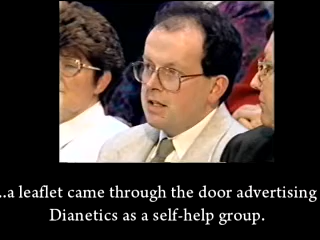 ..a leaflet came through the door advertising
Dianetics as a self-help group.